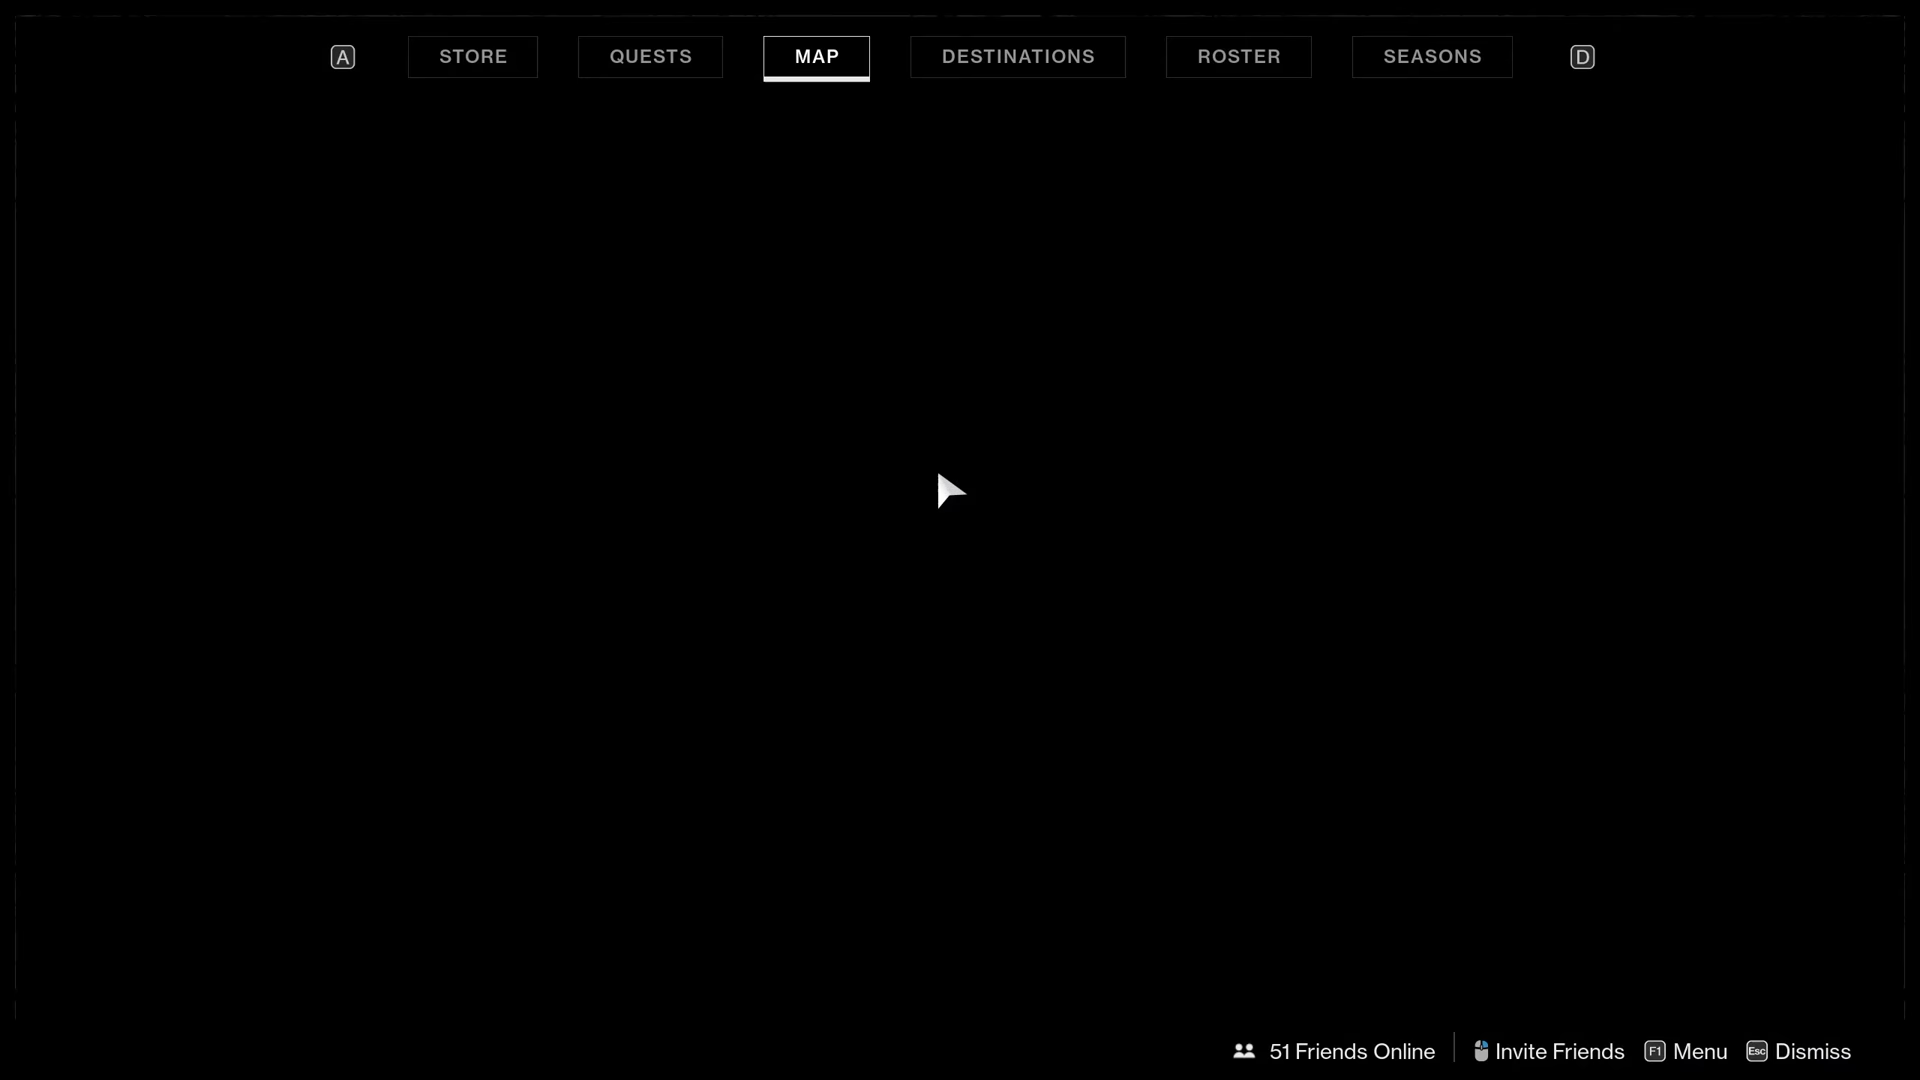 A STORE QUESTS MAP DESTINATIONS ROSTER SEASONS D
51 Friends Online Invite Friends F1 Menu Esc Dismiss